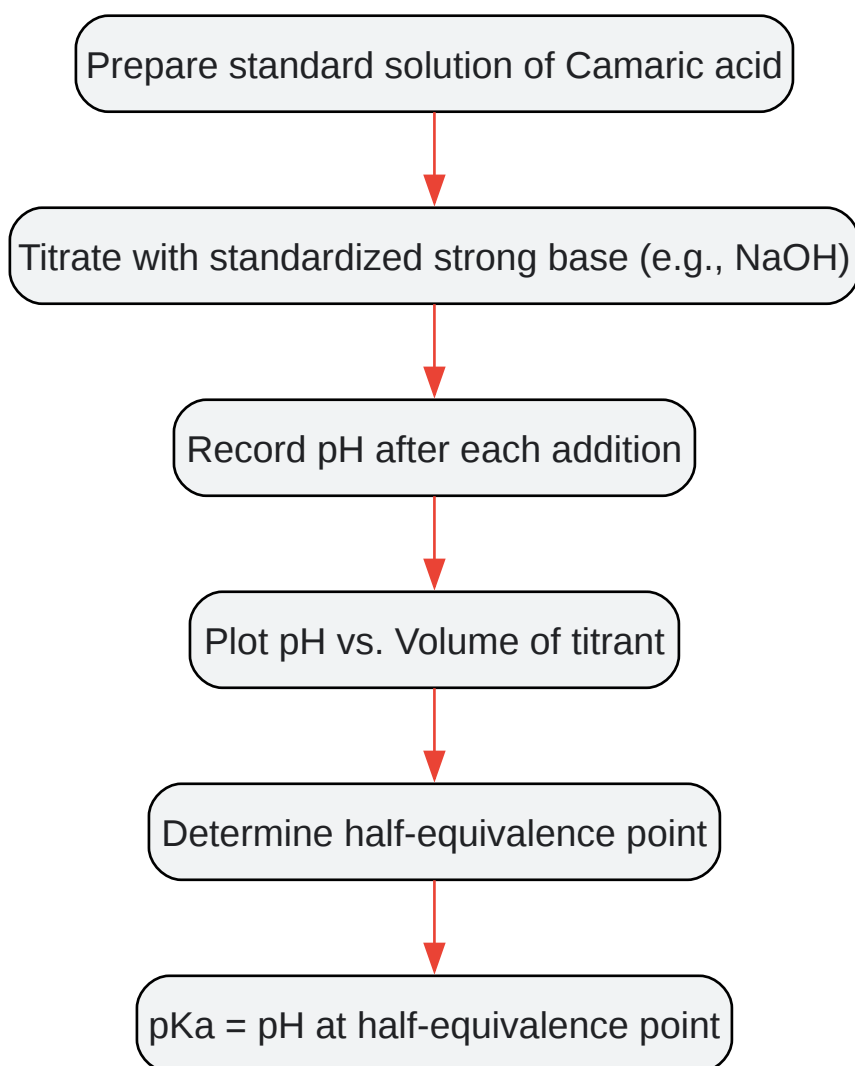 Prepare standard solution of Camaric acid
Titrate with standardized strong base (e.g., NaOH)
Record pH after each addition
Plot pH vs. Volume of titrant
Determine half-equivalence point
pKa = pH at half-equivalence point